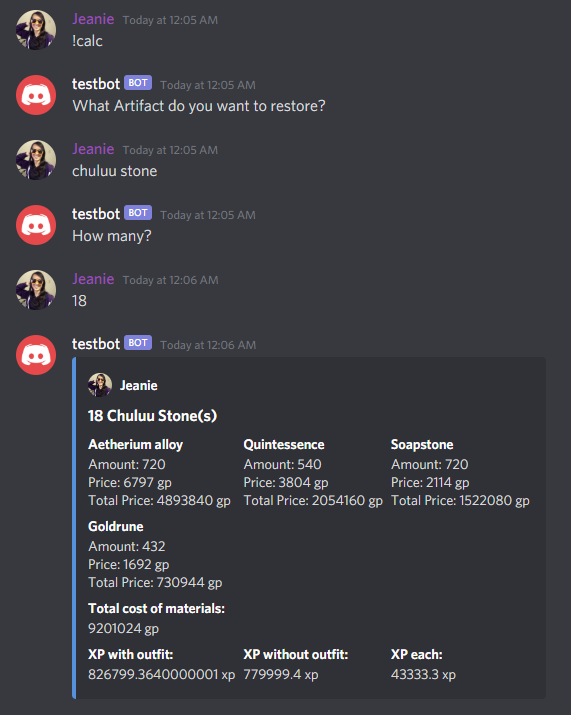 Jeanie Today at 12:05 AM
!calc
testbot BOT Today at 12:05 AM
What Artifact do you want to restore?
Jeanie Today at 12:05 AM
chuluu stone
testbot BOT Today at 12:05 AM
How many?
Jeanie Today at 12:06 AM
18
testbot BOT Today at 12:06 AM
Jeanie
18 Chuluu Stone(s)
Aetherium alloy Quintessence Soapstone
Amount: 720 Amount: 540 Amount: 720
Price: 6797 gp Price: 3804 gp Price: 2114 gp
Total Price: 4893840 gp Total Price: 2054160 gp Total Price: 1522080 gp
Goldrune
Amount: 432
Price: 1692 gp
Total Price: 730944 gp
Total cost of materials:
9201024 gp
XP with outfit: XP without outfit: XP each:
826799.3640000001 xp 779999.4 xp 43333.3 xp